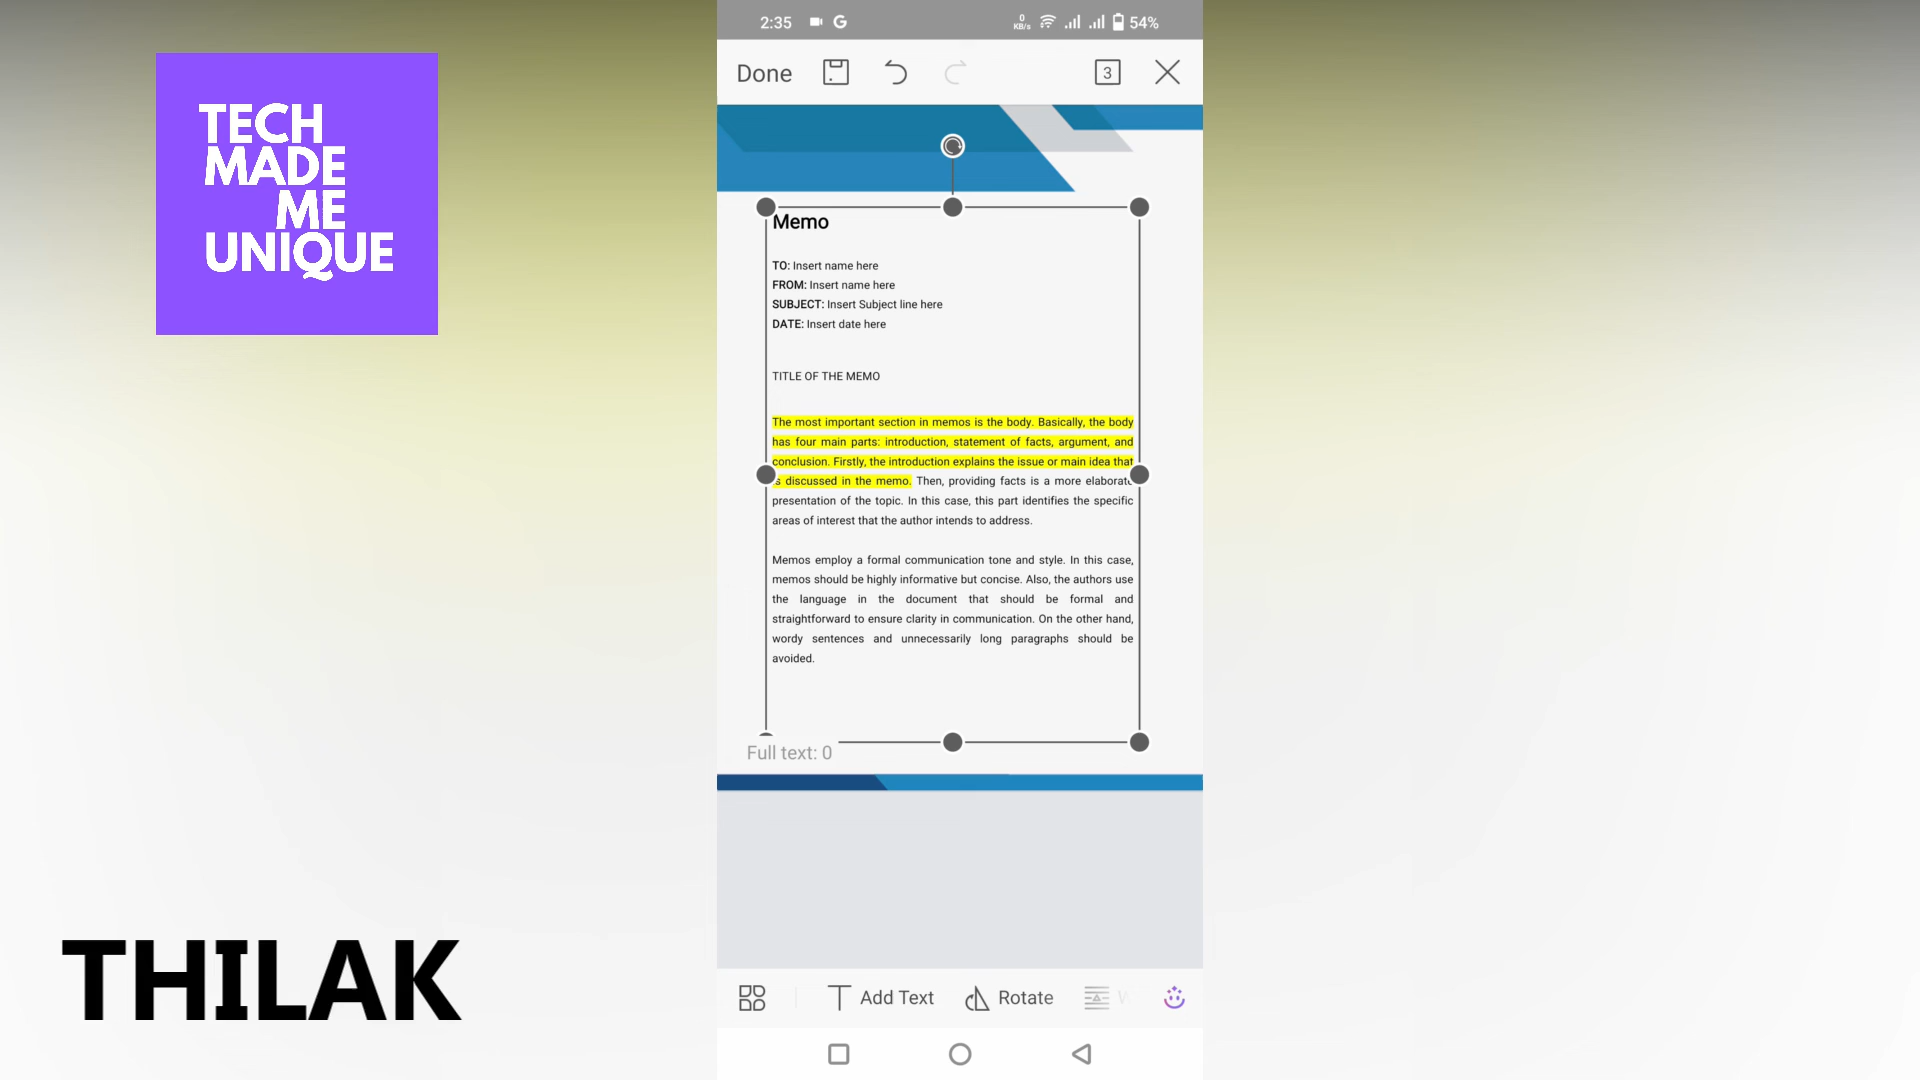 TECH
MADE
ME
UNIQUE
THILAK
2:35
G
0
KB/s
54%
Done
3
Memo
TO: Insert name here
FROM: Insert name here
SUBJECT: Insert Subject line here
DATE: Insert date here
TITLE OF THE MEMO
The most important section in memos is the body. Basically, the body
has four main parts: introduction, statement of facts, argument, and
conclusion. Firstly, the introduction explains the issue or main idea that
is discussed in the memo. Then, providing facts is a more elaborate
presentation of the topic. In this case, this part identifies the specific
areas of interest that the author intends to address.
Memos employ a formal communication tone and style. In this case,
memos should be highly informative but concise. Also, the authors use
the language in the document that should be formal and
straightforward to ensure clarity in communication. On the other hand,
wordy sentences and unnecessarily long paragraphs should be
avoided.
Full text: 0
Add Text
Rotate